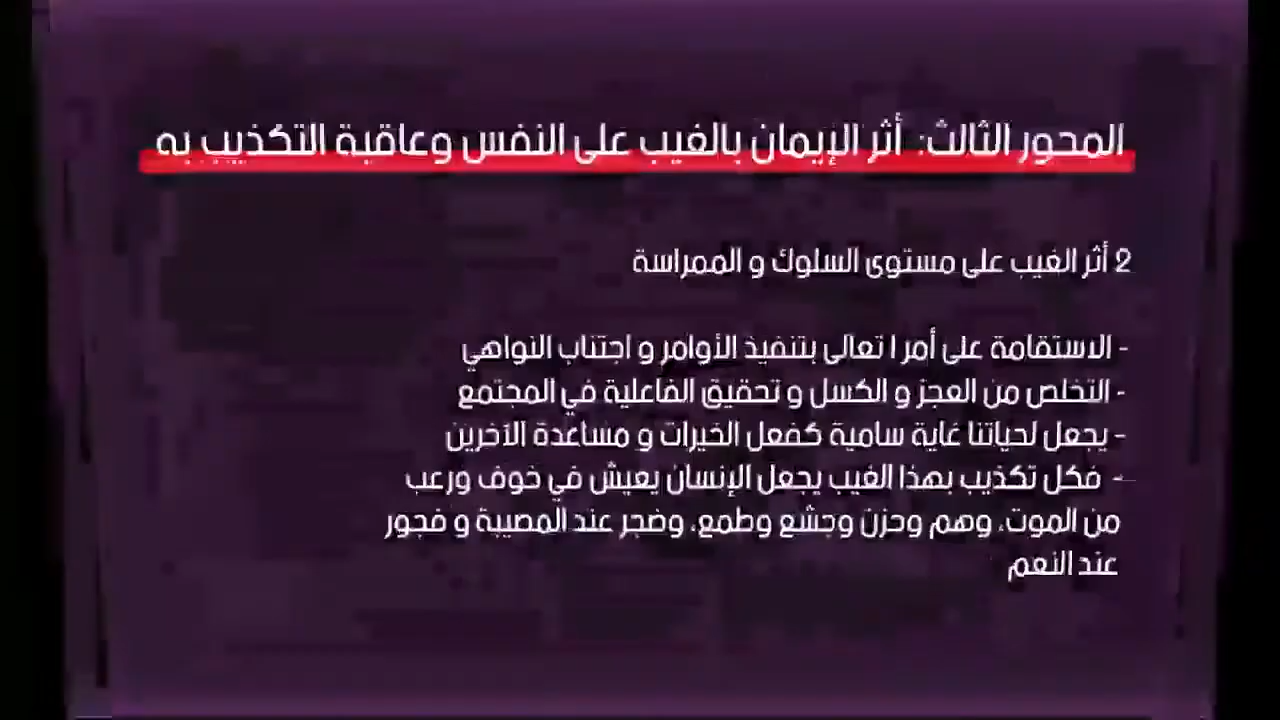 المحور الثالث: أثر الإيمان بالغيب على النفس وعاقبة التكذيب به
2 أثر الغيب على مستوى السلوك و الممراسة
- الاستقامة على أمر ا تعالى بتنفيذ الأوامر و اجتناب النواهي
- التخلص من العجز و الكسل و تحقيق الفاعلية في المجتمع
- يجعل لحياتنا غاية سامية كفعل الخيرات و مساعدة الآخرين
- فكل تكذيب بهذا الغيب يجعل الإنسان يعيش في خوف ورعب
من الموت، وهم وحزن وجشع وطمع، وضجر عند المصيبة و فجور
عند النعم